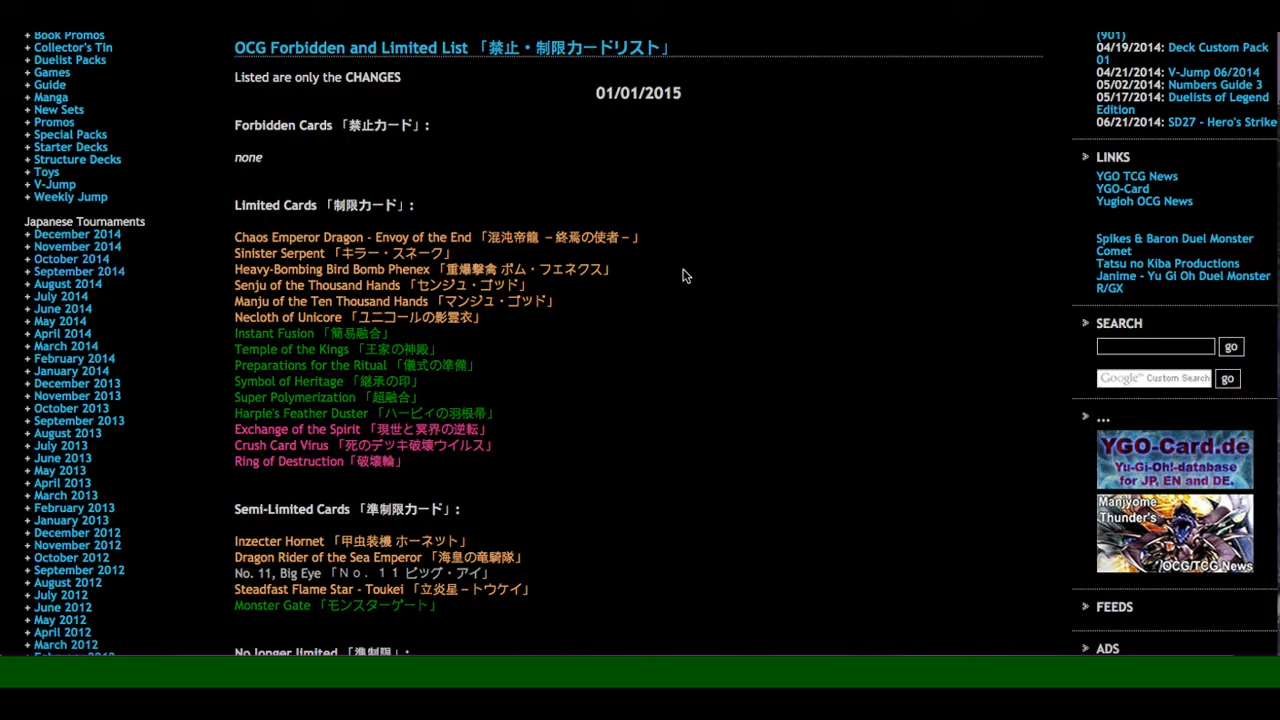 + Book Promos
+ Collector's Tin
+ Duelist Packs
+ Games
+ Guide
+ Manga
+ New Sets
+ Promos
+ Special Packs
+ Starter Decks
+ Structure Decks
+ Toys
+ V-Jump
+ Weekly Jump
Japanese Tournaments
+ December 2014
+ November 2014
+ October 2014
+ September 2014
+ August 2014
+ July 2014
+ June 2014
+ May 2014
+ April 2014
+ March 2014
+ February 2014
+ January 2014
+ December 2013
+ November 2013
+ October 2013
+ September 2013
+ August 2013
+ July 2013
+ June 2013
+ May 2013
+ April 2013
+ March 2013
+ February 2013
+ January 2013
+ December 2012
+ November 2012
+ October 2012
+ September 2012
+ August 2012
+ July 2012
+ June 2012
+ May 2012
+ April 2012
+ March 2012
OCG Forbidden and Limited List 「禁止・制限カードリスト」
Listed are only the CHANGES
01/01/2015
Forbidden Cards 「禁止カード」:
none
Limited Cards 「制限カード」:
Chaos Emperor Dragon - Envoy of the End 「混沌帝龍 －終焉の使者－」
Sinister Serpent 「キラー・スネーク」
Heavy-Bombing Bird Bomb Phenex 「重爆撃禽 ボム・フェネクス」
Senju of the Thousand Hands 「センジュ・ゴッド」
Manju of the Ten Thousand Hands 「マンジュ・ゴッド」
Necloth of Unicore 「ユニコールの影霊衣」
Instant Fusion 「簡易融合」
Temple of the Kings 「王家の神殿」
Preparations for the Ritual 「儀式の準備」
Symbol of Heritage 「継承の印」
Super Polymerization 「超融合」
Harpie's Feather Duster 「ハーピィの羽根帚」
Exchange of the Spirit 「現世と冥界の逆転」
Crush Card Virus 「死のデッキ破壊ウイルス」
Ring of Destruction「破壊輪」
Semi-Limited Cards 「準制限カード」:
Inzecter Hornet 「甲虫装機 ホーネット」
Dragon Rider of the Sea Emperor 「海皇の竜騎隊」
No. 11, Big Eye 「Ｎｏ．１１ ビッグ・アイ」
Steadfast Flame Star - Toukei 「立炎星－トウケイ」
Monster Gate 「モンスターゲート」
No longer limited 「準制限」:
(901)
04/19/2014: Deck Custom Pack
01
04/21/2014: V-Jump 06/2014
05/02/2014: Numbers Guide 3
05/17/2014: Duelists of Legend
Edition
06/21/2014: SD27 - Hero's Strike
LINKS
YGO TCG News
YGO-Card
Yugioh OCG News
Spikes & Baron Duel Monster
Comet
Tatsu no Kiba Productions
Janime - Yu Gi Oh Duel Monster
R/GX
SEARCH
go
Google™ Custom Search go
...
YGO-Card.de
Yu-Gi-Oh!-database
for JP, EN and DE.
Manjyome
Thunder's
OCG/TCG News
FEEDS
ADS